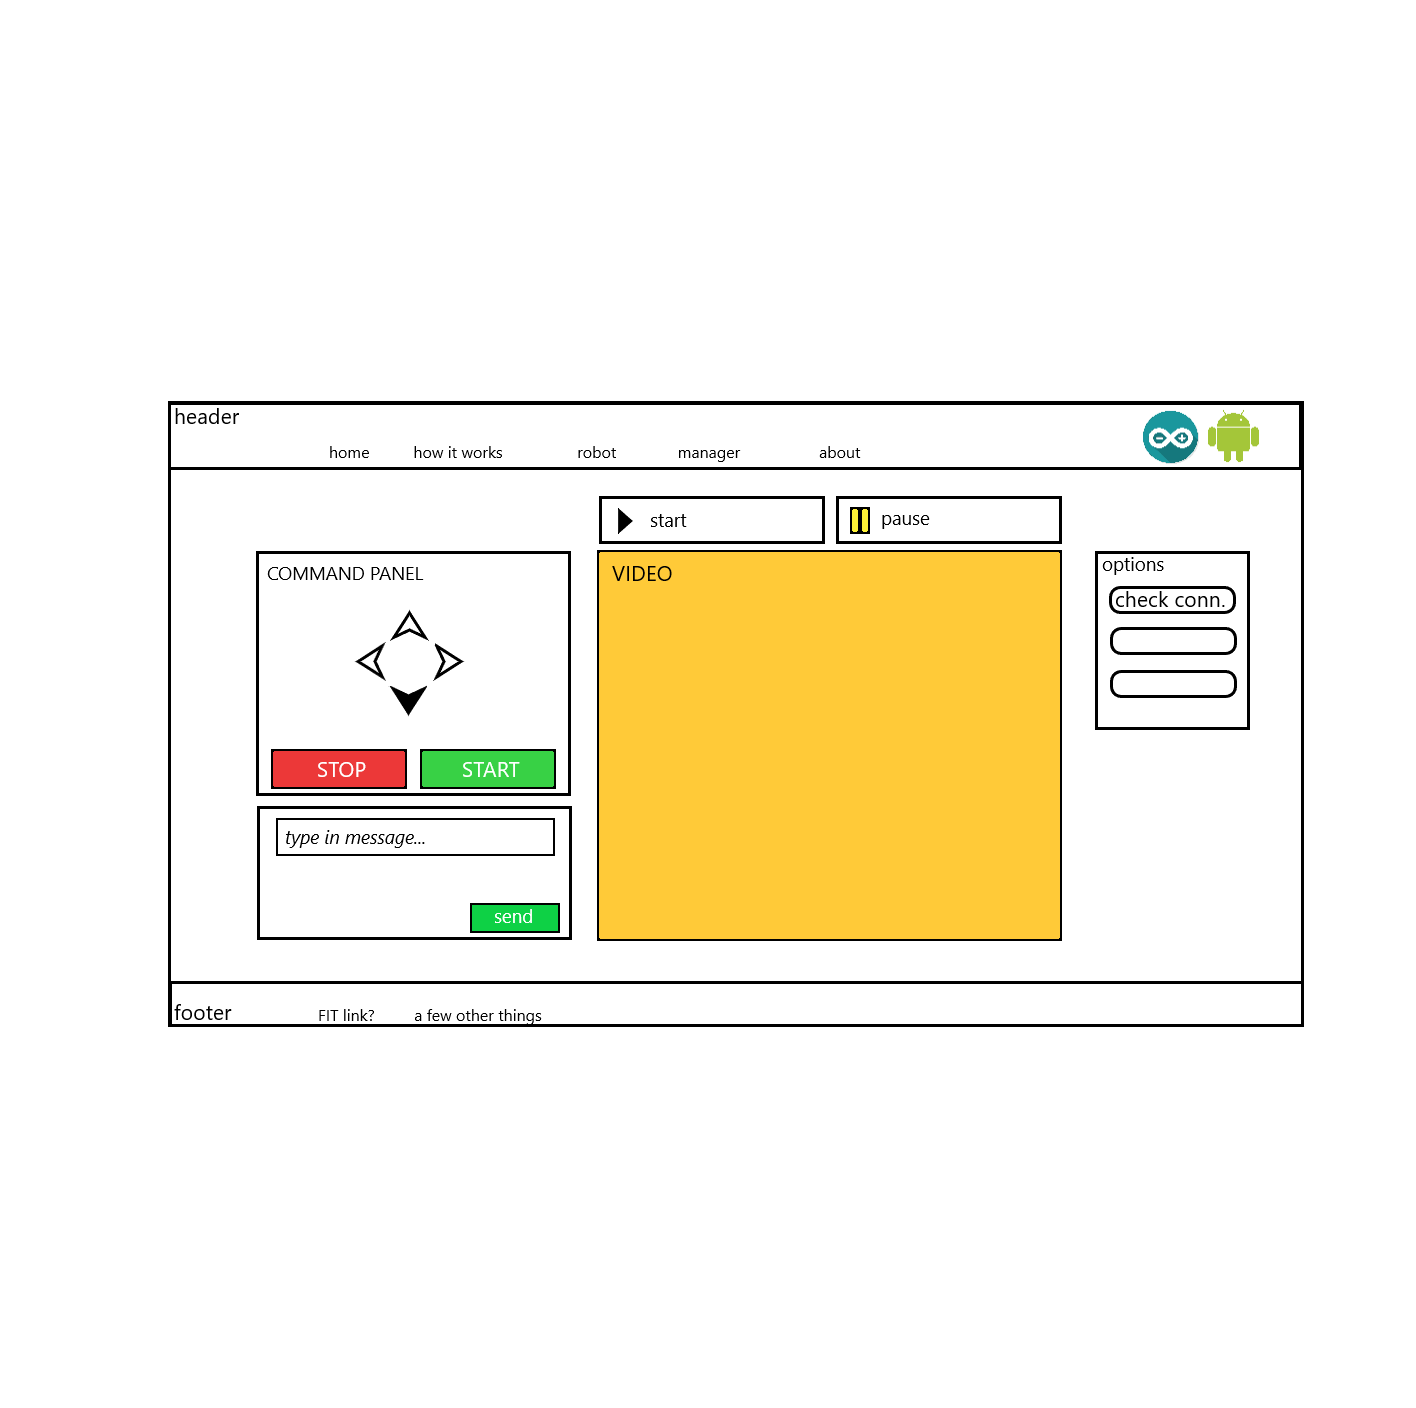 header
home how it works robot manager about
start
pause
COMMAND PANEL
STOP START
type in message...
send
VIDEO
options
check conn.
footer
FIT link? a few other things